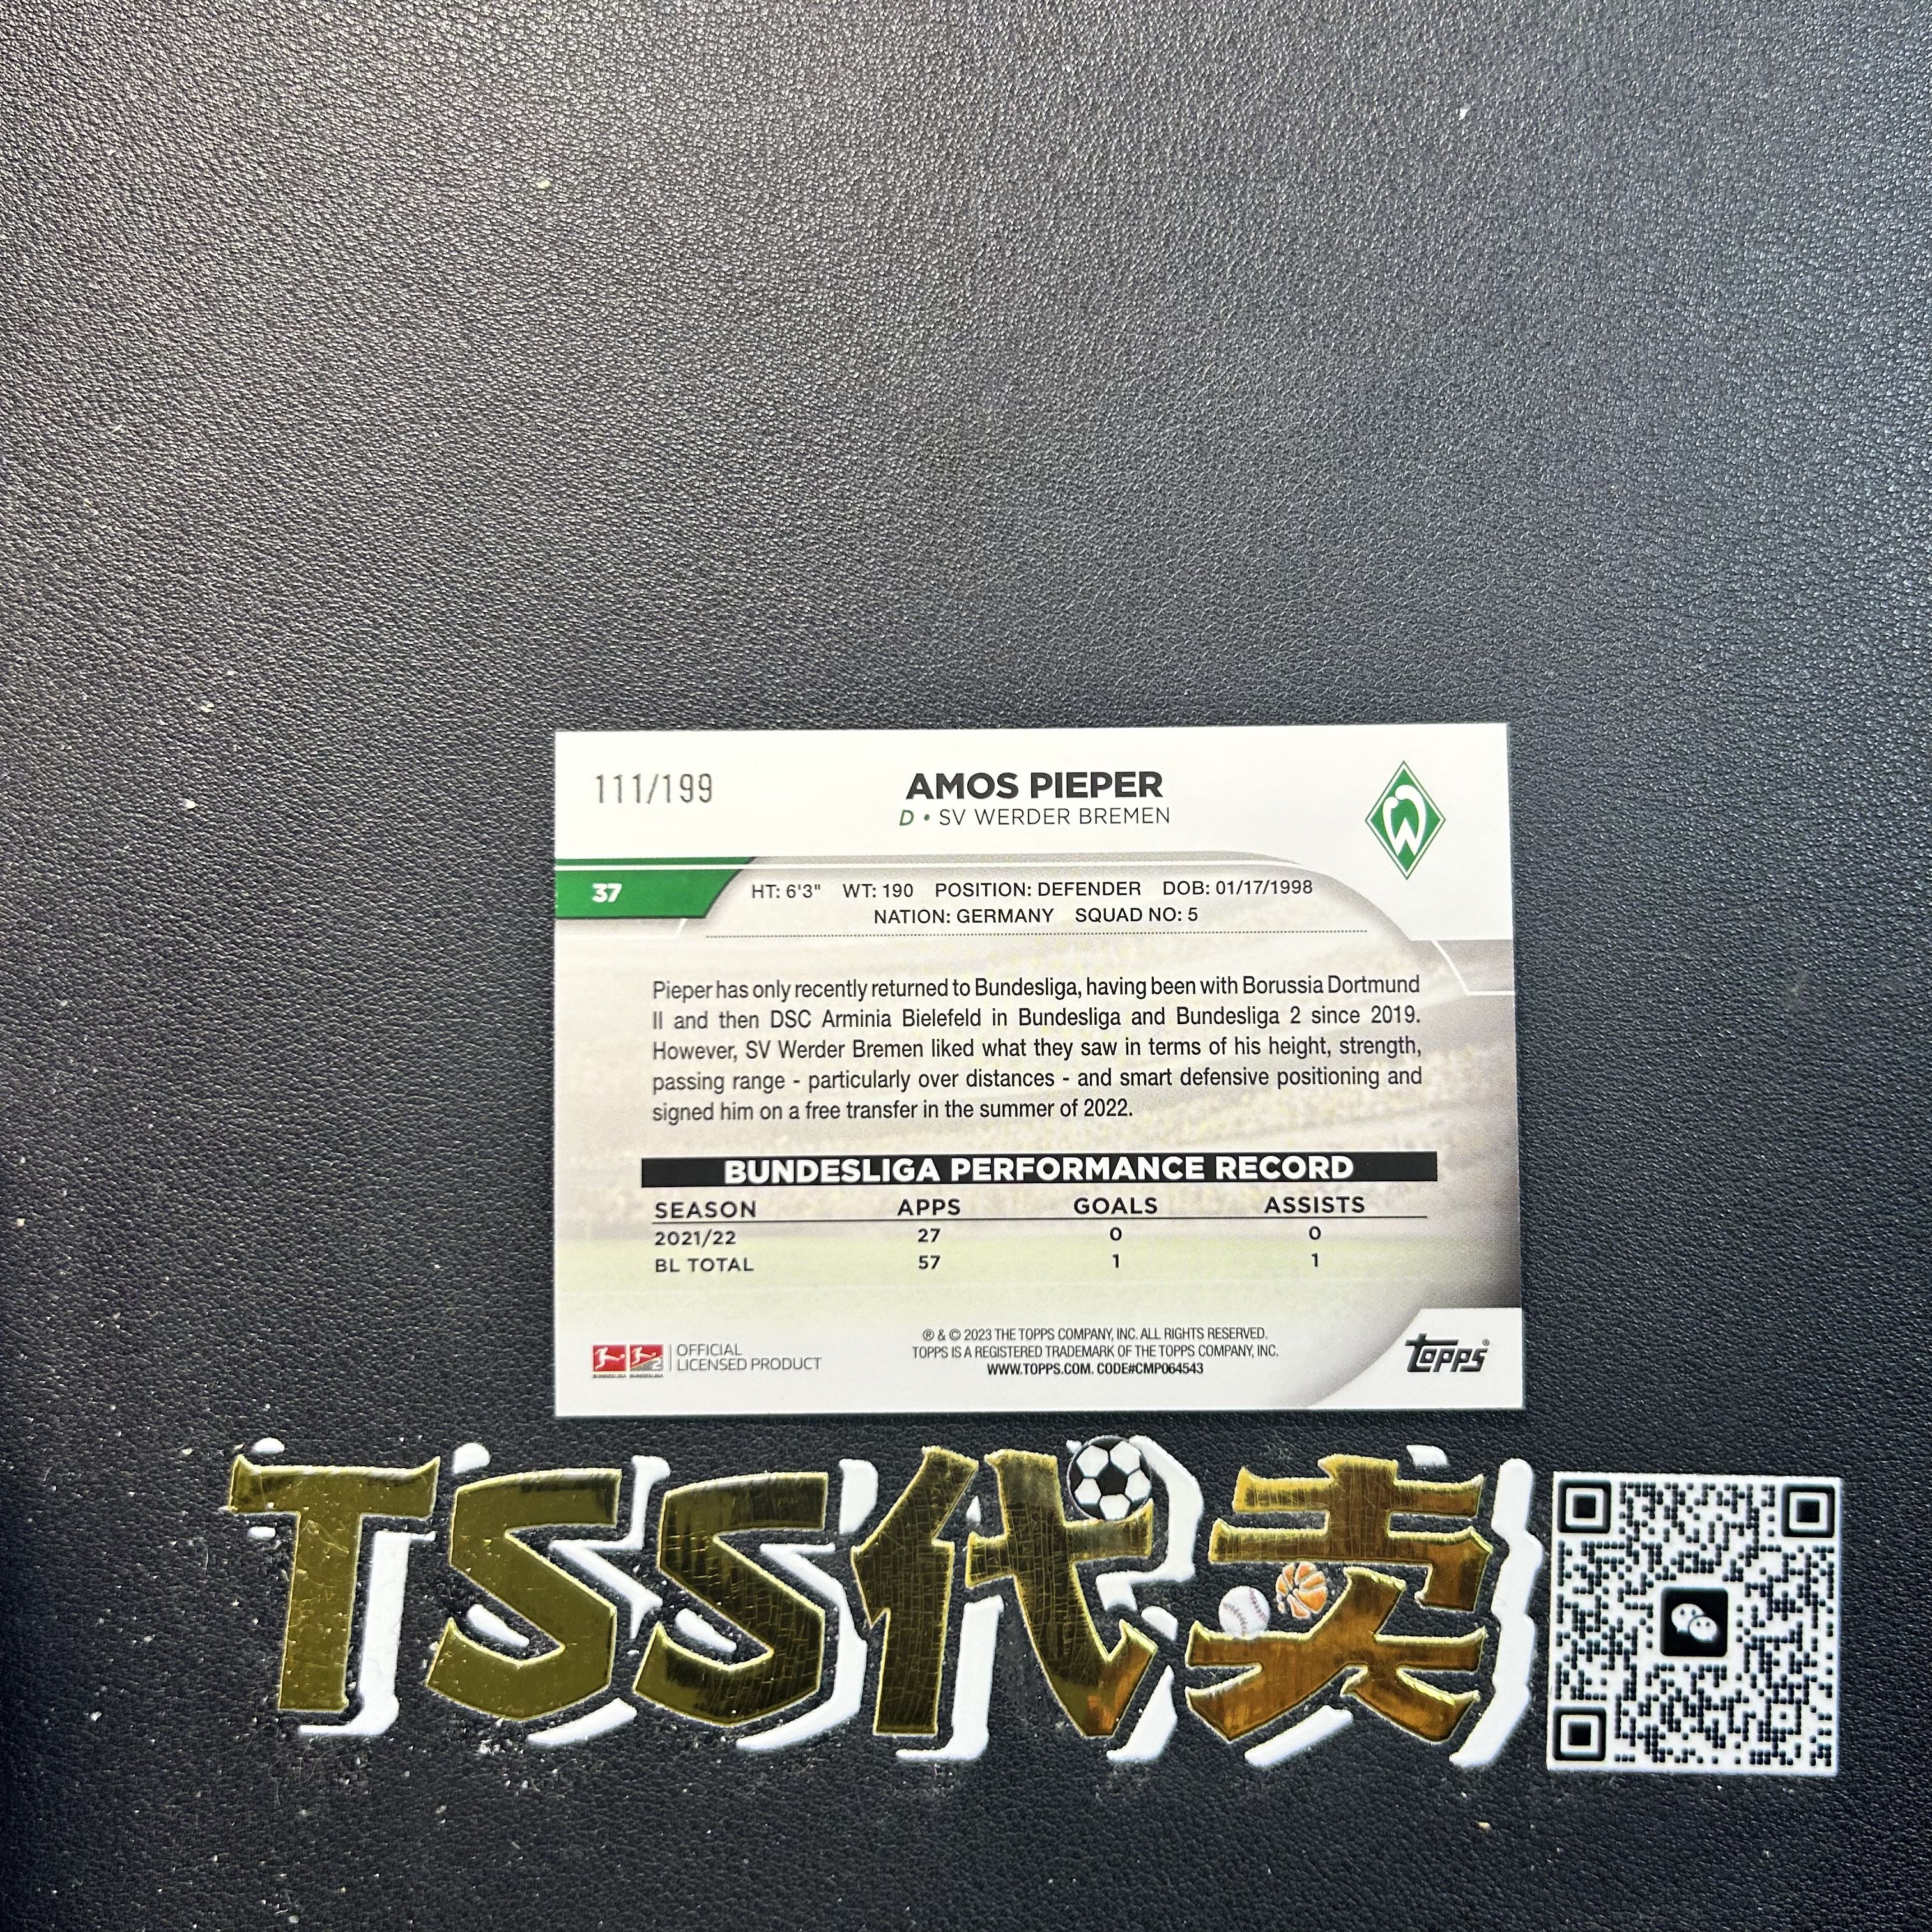 111/199
AMOS PIEPER
D • SV WERDER BREMEN
37
HT: 6'3" WT: 190 POSITION: DEFENDER DOB: 01/17/1998
NATION: GERMANY SQUAD NO: 5
Pieper has only recently returned to Bundesliga, having been with Borussia Dortmund
II and then DSC Arminia Bielefeld in Bundesliga and Bundesliga 2 since 2019.
However, SV Werder Bremen liked what they saw in terms of his height, strength,
passing range - particularly over distances - and smart defensive positioning and
signed him on a free transfer in the summer of 2022.
BUNDESLIGA PERFORMANCE RECORD
SEASON APPS GOALS ASSISTS
2021/22 27 0 0
BL TOTAL 57 1 1
OFFICIAL
LICENSED PRODUCT
® & © 2023 THE TOPPS COMPANY, INC. ALL RIGHTS RESERVED.
TOPPS IS A REGISTERED TRADEMARK OF THE TOPPS COMPANY, INC.
WWW.TOPPS.COM. CODE#CMP064543
topps®
TSS代卖